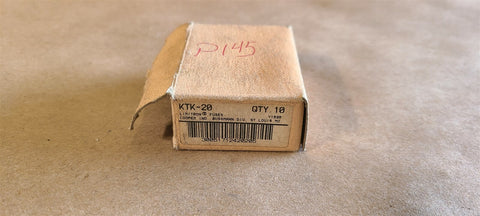 P145
KTK-20 QTY.10
LIMITRON® FUSES
COOPER IND. BUSSMANN DIV. ST LOUIS MO